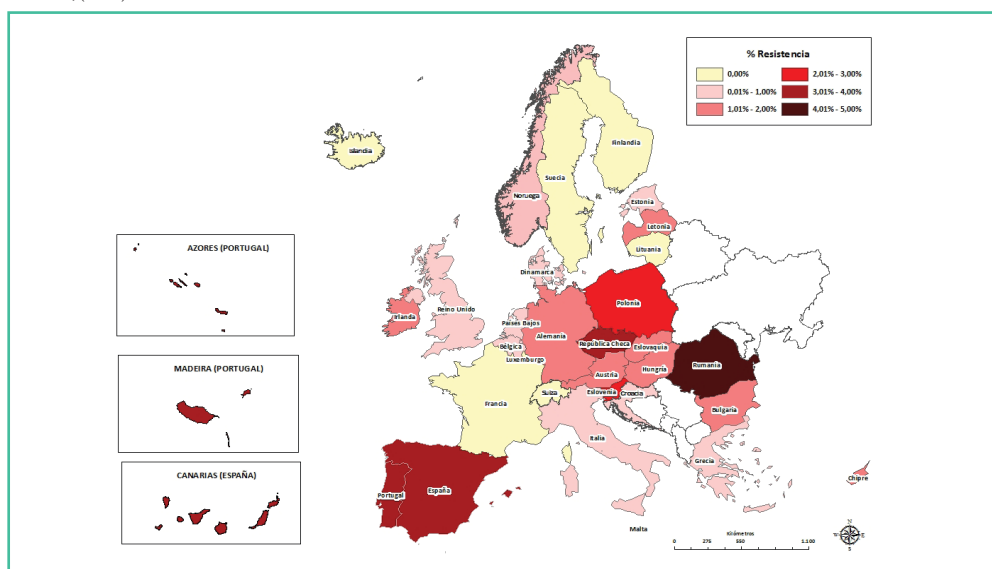 % Resistencia
0,00%
2,01% - 3,00%
0,01% - 1,00%
3,01% - 4,00%
1,01% - 2,00%
4,01% - 5,00%
Islandia
Finlandia
Suecia
Noruega
Estonia
Letonia
Lituania
Dinamarca
AZORES (PORTUGAL)
Irlanda
Reino Unido
Países Bajos
Polonia
Alemania
Bélgica
República Checa
Eslovaquia
Luxemburgo
MADEIRA (PORTUGAL)
Austria
Hungría
Rumania
Suiza
Eslovenia
Croacia
Francia
Bulgaria
Italia
Grecia
CANARIAS (ESPAÑA)
Chipre
Portugal
España
Malta
Kilómetros
0 275 550 1.100
N
W E
S